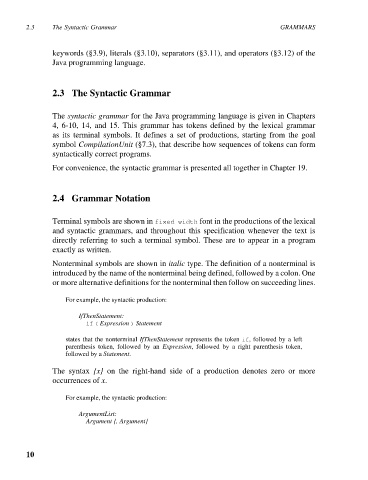 2.3 The Syntactic Grammar GRAMMARS
keywords (§3.9), literals (§3.10), separators (§3.11), and operators (§3.12) of the
Java programming language.
2.3 The Syntactic Grammar
The syntactic grammar for the Java programming language is given in Chapters
4, 6-10, 14, and 15. This grammar has tokens defined by the lexical grammar
as its terminal symbols. It defines a set of productions, starting from the goal
symbol CompilationUnit (§7.3), that describe how sequences of tokens can form
syntactically correct programs.
For convenience, the syntactic grammar is presented all together in Chapter 19.
2.4 Grammar Notation
Terminal symbols are shown in fixed width font in the productions of the lexical
and syntactic grammars, and throughout this specification whenever the text is
directly referring to such a terminal symbol. These are to appear in a program
exactly as written.
Nonterminal symbols are shown in italic type. The definition of a nonterminal is
introduced by the name of the nonterminal being defined, followed by a colon. One
or more alternative definitions for the nonterminal then follow on succeeding lines.
For example, the syntactic production:
IfThenStatement:
if ( Expression ) Statement
states that the nonterminal IfThenStatement represents the token if, followed by a left
parenthesis token, followed by an Expression, followed by a right parenthesis token,
followed by a Statement.
The syntax {x} on the right-hand side of a production denotes zero or more
occurrences of x.
For example, the syntactic production:
ArgumentList:
Argument {, Argument}
10